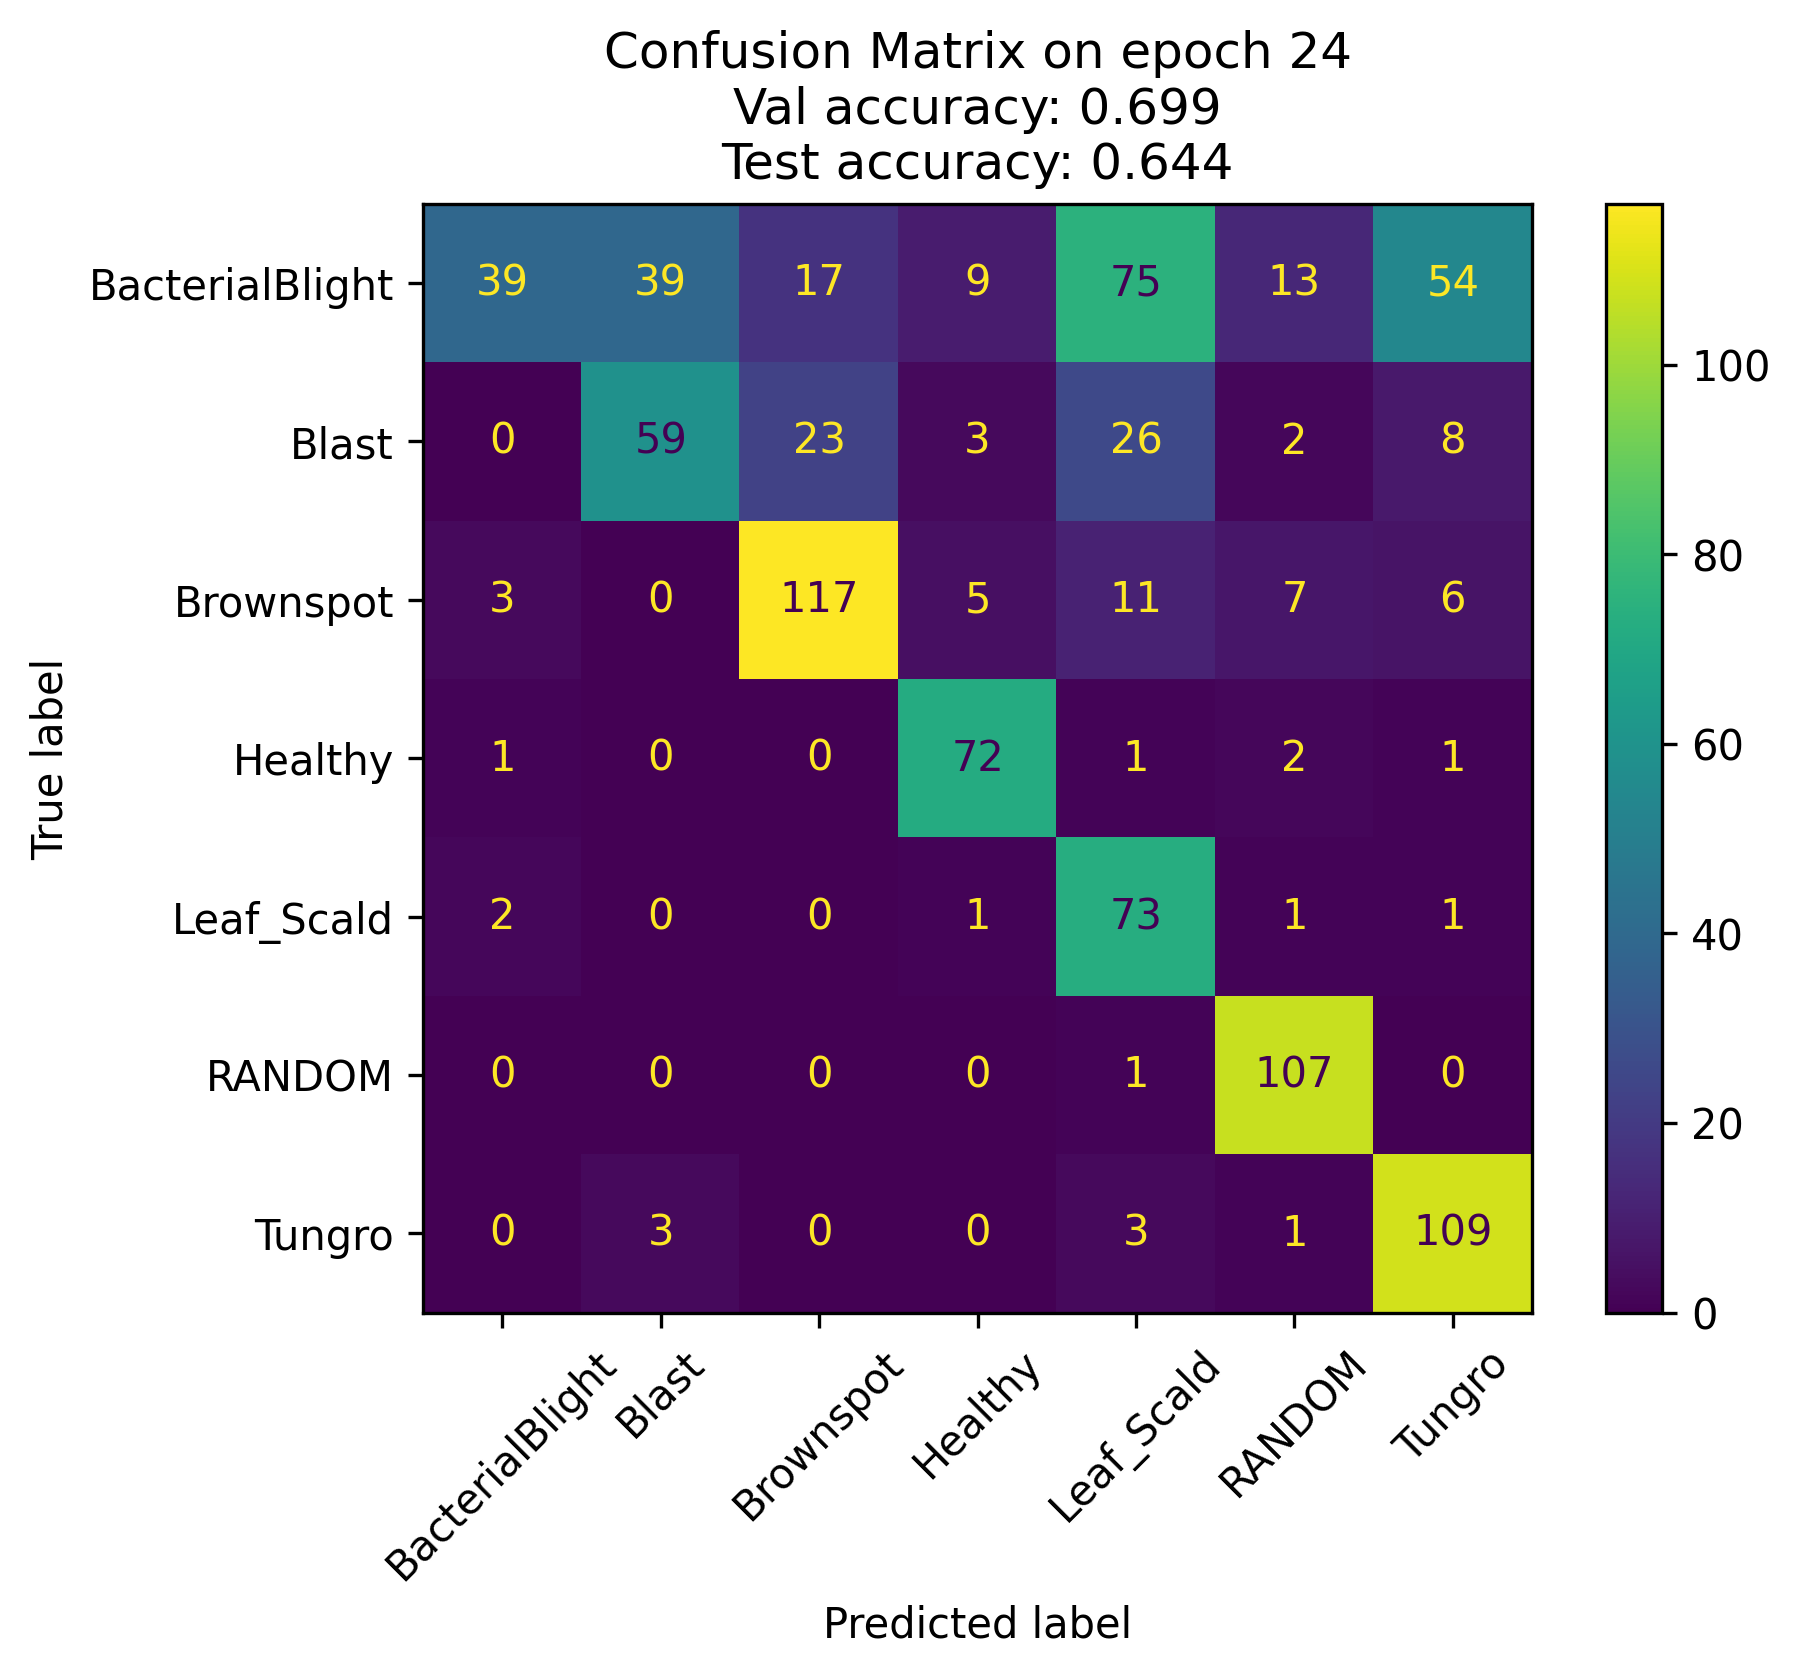 Confusion Matrix on epoch 24
Val accuracy: 0.699
Test accuracy: 0.644
BacterialBlight 39 39 17 9 75 13 54
Blast 0 59 23 3 26 2 8
Brownspot 3 0 117 5 11 7 6
Healthy 1 0 0 72 1 2 1
Leaf_Scald 2 0 0 1 73 1 1
RANDOM 0 0 0 0 1 107 0
Tungro 0 3 0 0 3 1 109
True label
BacterialBlight Blast Brownspot Healthy Leaf_Scald RANDOM Tungro
Predicted label
100
80
60
40
20
0